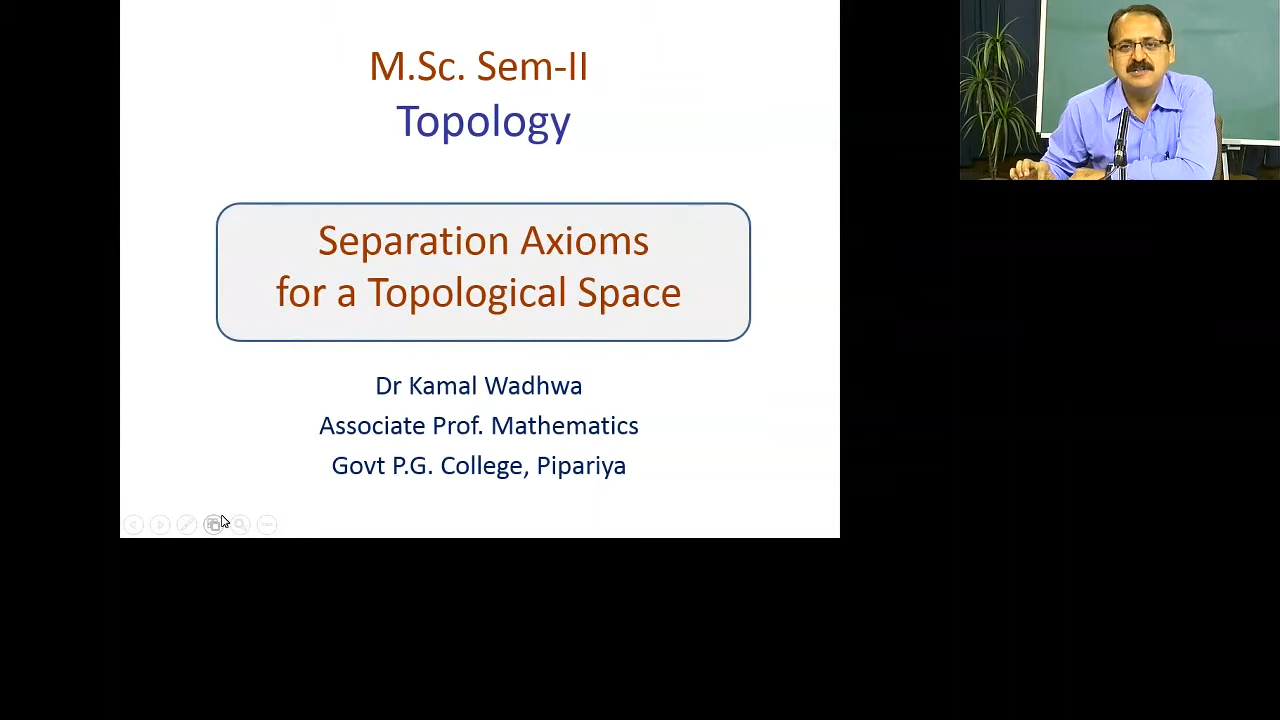 M.Sc. Sem-II
Topology
Separation Axioms
for a Topological Space
Dr Kamal Wadhwa
Associate Prof. Mathematics
Govt P.G. College, Pipariya